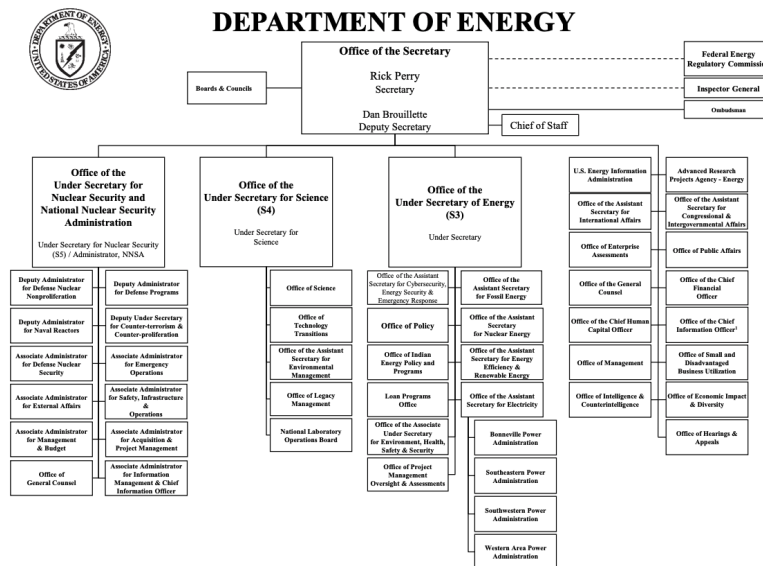 DEPARTMENT OF ENERGY
DEPARTMENT OF ENERGY
UNITED STATES OF AMERICA
Office of the Secretary
Rick Perry
Secretary
Dan Brouillette
Deputy Secretary
Boards & Councils
Federal Energy
Regulatory Commissio
Inspector General
Ombudsman
Chief of Staff
Office of the
Under Secretary for
Nuclear Security and
National Nuclear Security
Administration
Under Secretary for Nuclear Security
(S5) / Administrator, NNSA
Deputy Administrator
for Defense Nuclear
Nonproliferation
Deputy Administrator
for Defense Programs
Deputy Administrator
for Naval Reactors
Deputy Under Secretary
for Counter-terrorism &
Counter-proliferation
Associate Administrator
for Defense Nuclear
Security
Associate Administrator
for Emergency
Operations
Associate Administrator
for External Affairs
Associate Administrator
for Safety, Infrastructure
&
Operations
Associate Administrator
for Management
& Budget
Associate Administrator
for Acquisition &
Project Management
Office of
General Counsel
Associate Administrator
for Information
Management & Chief
Information Officer
Office of the
Under Secretary for Science
(S4)
Under Secretary for
Science
Office of Science
Office of
Technology
Transitions
Office of the Assistant
Secretary for
Environmental
Management
Office of Legacy
Management
National Laboratory
Operations Board
Office of the
Under Secretary of Energy
(S3)
Under Secretary
Office of the Assistant
Secretary for Cybersecurity,
Energy Security &
Emergency Response
Office of the
Assistant Secretary
for Fossil Energy
Office of Policy
Office of the
Assistant Secretary
for Nuclear Energy
Office of Indian
Energy Policy and
Programs
Office of the Assistant
Secretary for Energy
Efficiency &
Renewable Energy
Loan Programs
Office
Office of the Assistant
Secretary for Electricity
Office of the Associate
Under Secretary
for Environment, Health,
Safety & Security
Office of Project
Management
Oversight & Assessments
Bonneville Power
Administration
Southeastern Power
Administration
Southwestern Power
Administration
Western Area Power
Administration
U.S. Energy Information
Administration
Advanced Research
Projects Agency - Energy
Office of the Assistant
Secretary for
International Affairs
Office of the Assistant
Secretary for
Congressional &
Intergovernmental Affairs
Office of Enterprise
Assessments
Office of Public Affairs
Office of the General
Counsel
Office of the Chief
Financial
Officer
Office of the Chief Human
Capital Officer
Office of the Chief
Information Officer¹
Office of Management
Office of Small and
Disadvantaged
Business Utilization
Office of Intelligence &
Counterintelligence
Office of Economic Impact
& Diversity
Office of Hearings &
Appeals